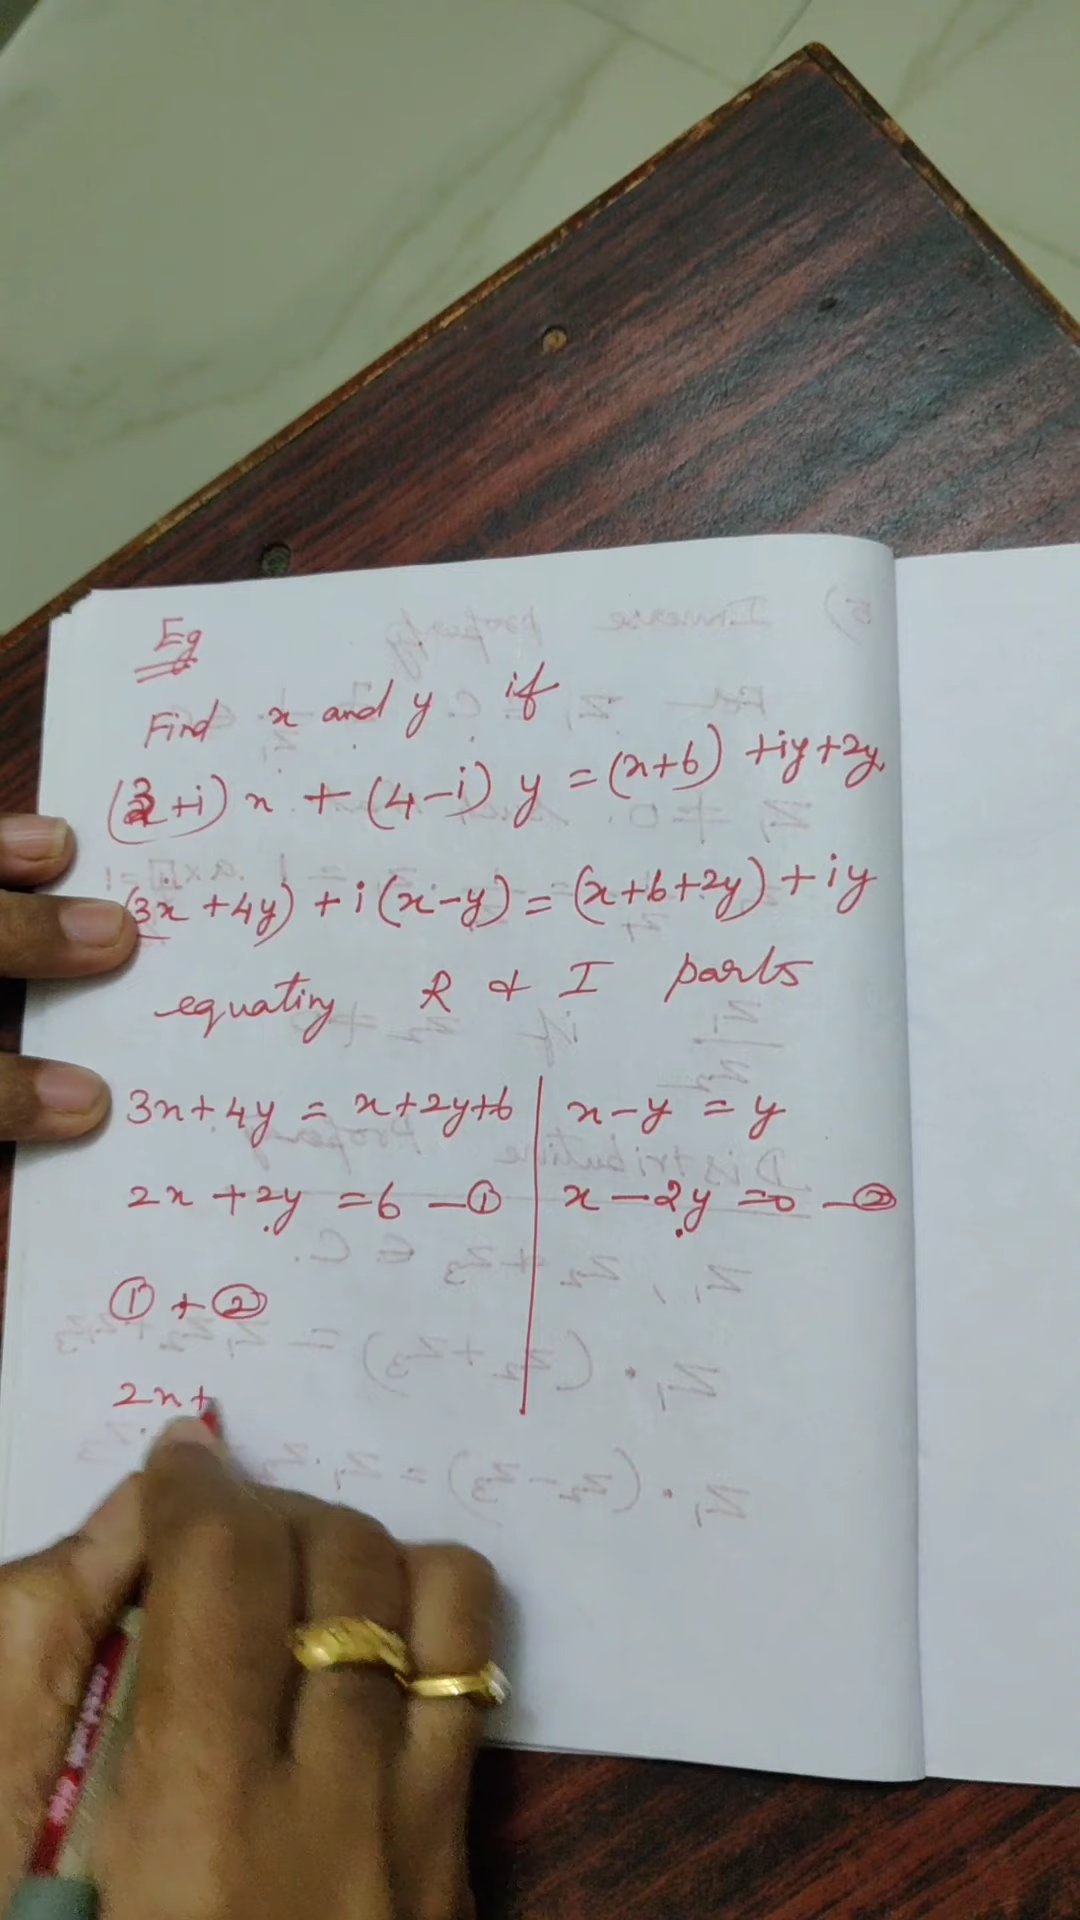 Eg
Find x and y if
(3+i) x + (4-i) y = (x+6) +iy+2y
(3x +4y) + i(x-y) = (x+6+2y) + iy
equating R & I parts
3x+4y = x+2y+6 | x-y = y
2x +2y =6 -① | x -2y =0 -②
① + ②
2x+